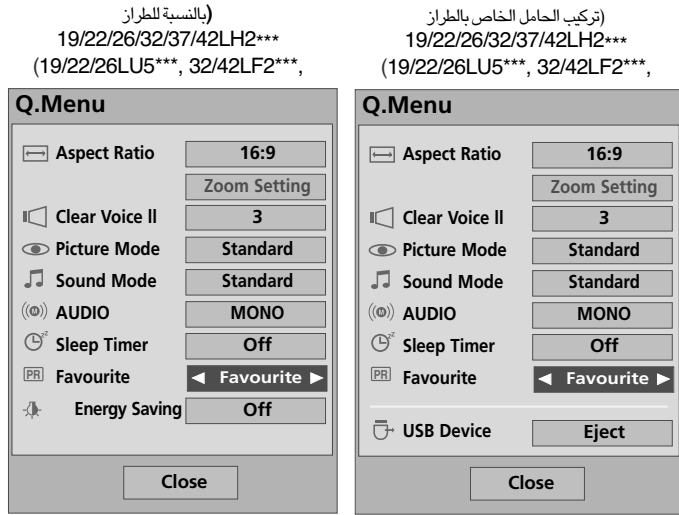 (بالنسبة للطراز
19/22/26/32/37/42LH2***
(19/22/26LU5***, 32/42LF2***,
Q.Menu
Aspect Ratio 16:9
Zoom Setting
Clear Voice II 3
Picture Mode Standard
Sound Mode Standard
AUDIO MONO
Sleep Timer Off
PR Favourite ◄ Favourite ►
Energy Saving Off
Close
(تركيب الحامل الخاص بالطراز
19/22/26/32/37/42LH2***
(19/22/26LU5***, 32/42LF2***,
Q.Menu
Aspect Ratio 16:9
Zoom Setting
Clear Voice II 3
Picture Mode Standard
Sound Mode Standard
AUDIO MONO
Sleep Timer Off
PR Favourite ◄ Favourite ►
USB Device Eject
Close